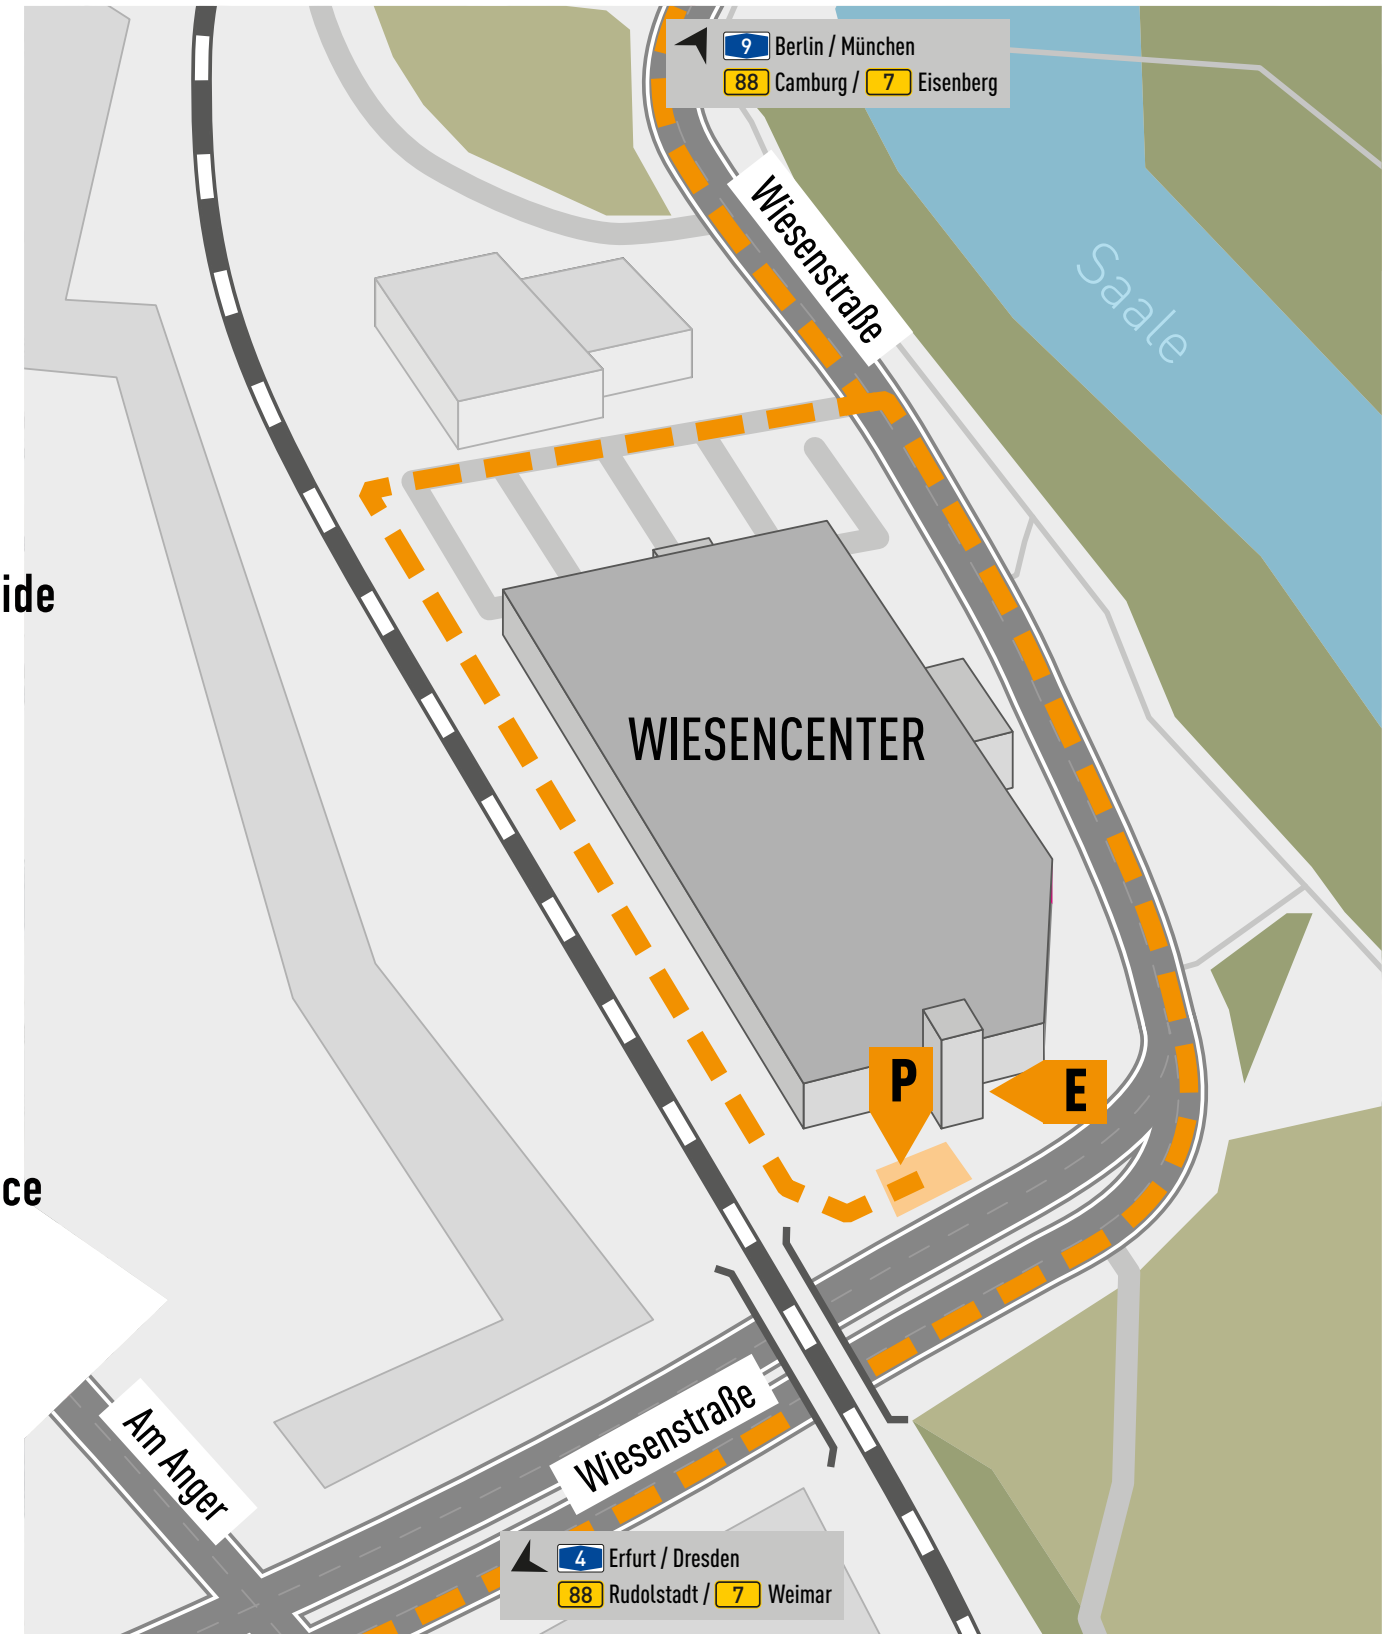 9 Berlin / München
88 Camburg / 7 Eisenberg
Wiesenstraße
Saale
ide
WIESENCENTER
P
E
ce
Am Anger
Wiesenstraße
4 Erfurt / Dresden
88 Rudolstadt / 7 Weimar